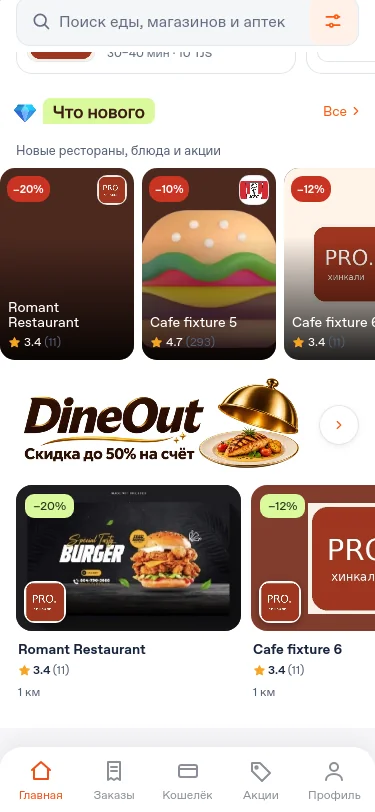 Поиск еды, магазинов и аптек
30–40 мин · 10 TJS
Что нового
Все
Новые рестораны, блюда и акции
–20%
PRO.
–10%
–12%
PRO.
хинкали
Romant
Restaurant
3.4 (11)
Cafe fixture 5
4.7 (293)
Cafe fixture 6
3.4 (11)
DineOut
Скидка до 50% на счёт
–20%
Special Taste
BURGER
PRO.
–12%
PRO
хинкал
PRO.
Romant Restaurant
3.4 (11)
1 км
Cafe fixture 6
3.4 (11)
1 км
Главная
Заказы
Кошелёк
Акции
Профиль